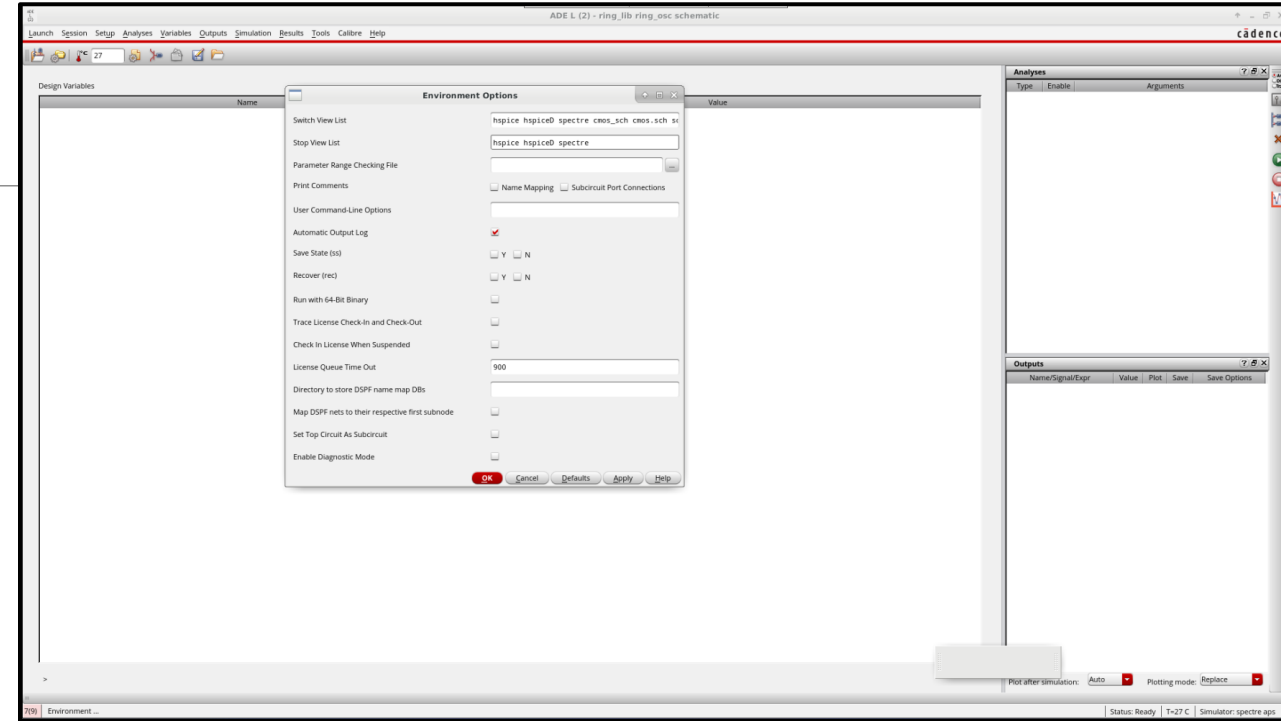 ADE L (2) - ring_lib ring_osc schematic
Launch Session Setup Analyses Variables Outputs Simulation Results Tools Calibre Help
cādence
27
Design Variables
Name Value
Analyses
Type Enable Arguments
Environment Options
Switch View List hspice hspiceD spectre cmos_sch cmos.sch
Stop View List hspice hspiceD spectre
Parameter Range Checking File ...
Print Comments Name Mapping Subcircuit Port Connections
User Command-Line Options
Automatic Output Log
Save State (ss) Y N
Recover (rec) Y N
Run with 64-Bit Binary
Trace License Check-In and Check-Out
Check In License When Suspended
License Queue Time Out 900
Directory to store DSPF name map DBs
Map DSPF nets to their respective first subnode
Set Top Circuit As Subcircuit
Enable Diagnostic Mode
OK Cancel Defaults Apply Help
Outputs
Name/Signal/Expr Value Plot Save Save Options
>
Plot after simulation: Auto Plotting mode: Replace
7(9) Environment ...
Status: Ready T=27 C Simulator: spectre aps